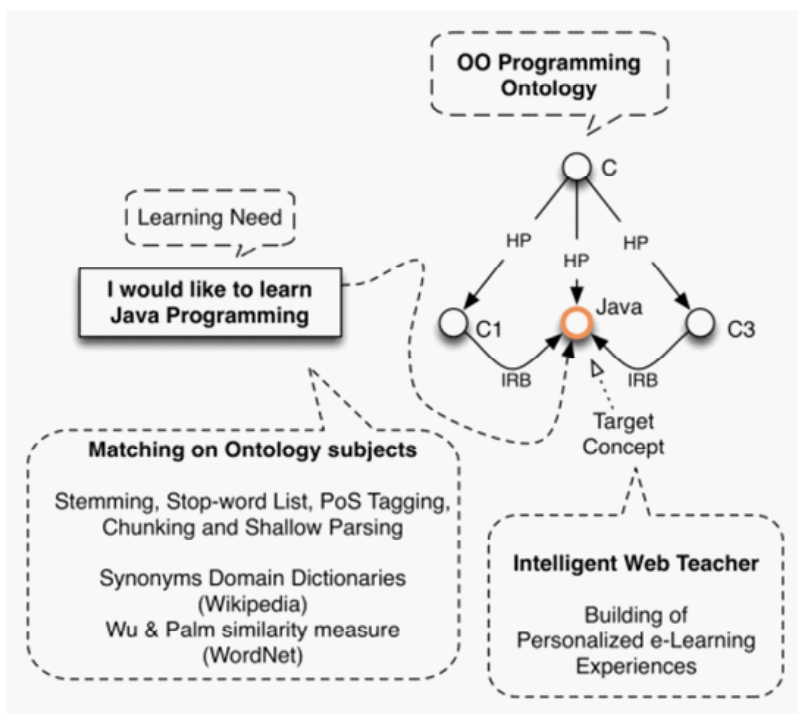 OO Programming
Ontology
C
Learning Need
HP
HP
HP
I would like to learn
Java Programming
Java
C1
C3
IRB
IRB
Target
Concept
Matching on Ontology subjects
Stemming, Stop-word List, PoS Tagging,
Chunking and Shallow Parsing
Synonyms Domain Dictionaries
(Wikipedia)
Wu & Palm similarity measure
(WordNet)
Intelligent Web Teacher
Building of
Personalized e-Learning
Experiences